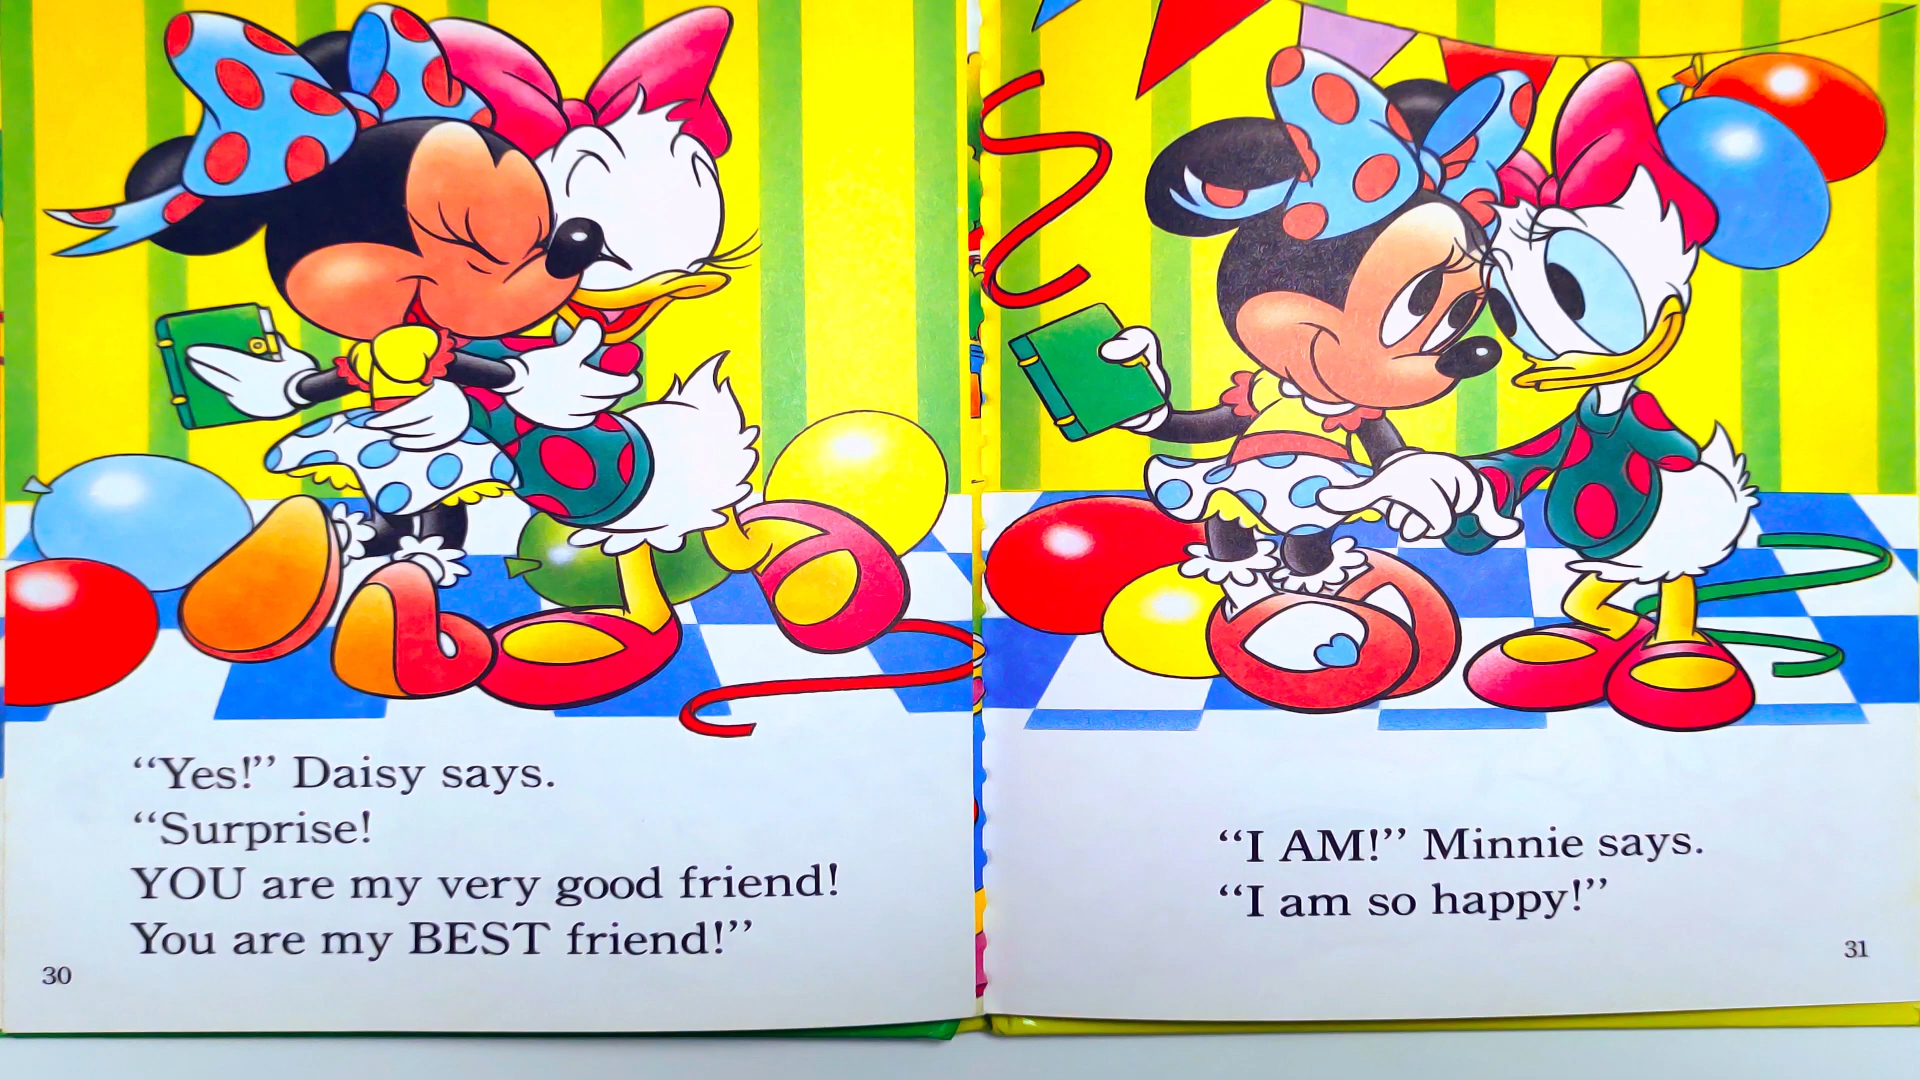 “Yes!” Daisy says.
“Surprise!
YOU are my very good friend!
You are my BEST friend!”
30
“I AM!” Minnie says.
“I am so happy!”
31